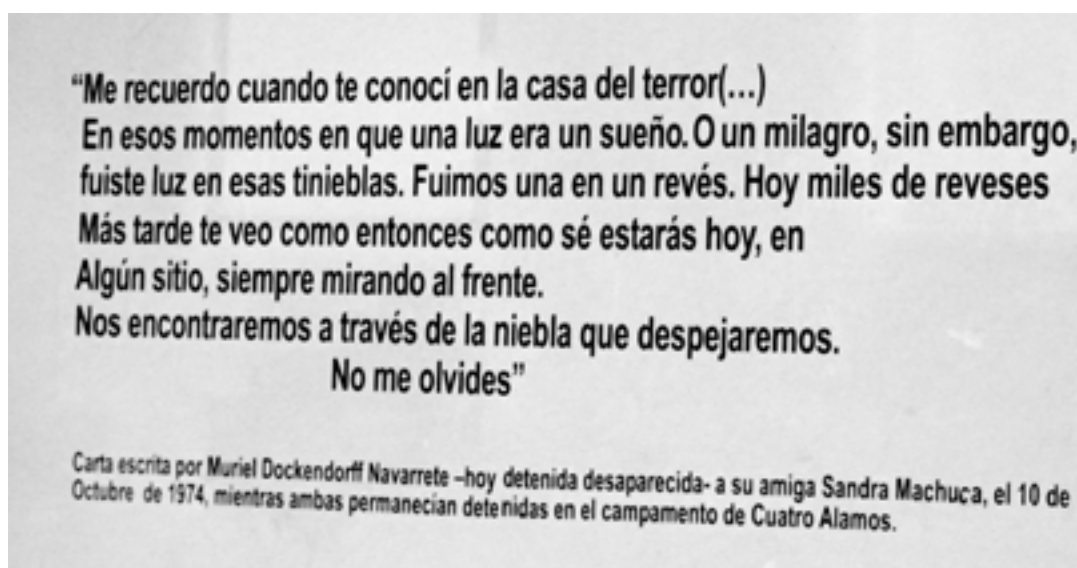 “Me recuerdo cuando te conocí en la casa del terror(...)
En esos momentos en que una luz era un sueño. O un milagro, sin embargo,
fuiste luz en esas tinieblas. Fuimos una en un revés. Hoy miles de reveses
Más tarde te veo como entonces como sé estarás hoy, en
Algún sitio, siempre mirando al frente.
Nos encontraremos a través de la niebla que despejaremos.
No me olvides”
Carta escrita por Muriel Dockendorff Navarrete –hoy detenida desaparecida- a su amiga Sandra Machuca, el 10 de
Octubre de 1974, mientras ambas permanecian detenidas en el campamento de Cuatro Alamos.